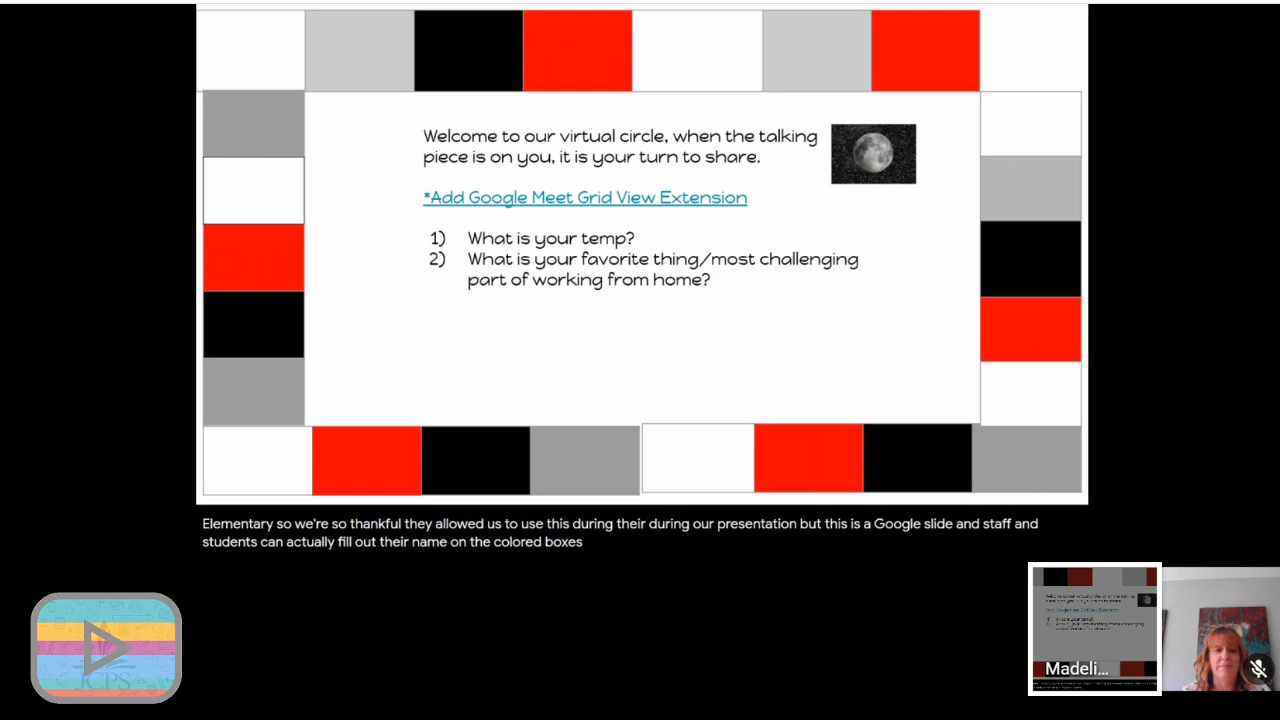 Welcome to our virtual circle, when the talking
piece is on you, it is your turn to share.
*Add Google Meet Grid View Extension
1) What is your temp?
2) What is your favorite thing/most challenging
part of working from home?
Elementary so we're so thankful they allowed us to use this during their during our presentation but this is a Google slide and staff and
students can actually fill out their name on the colored boxes
Madeli...
JCPS